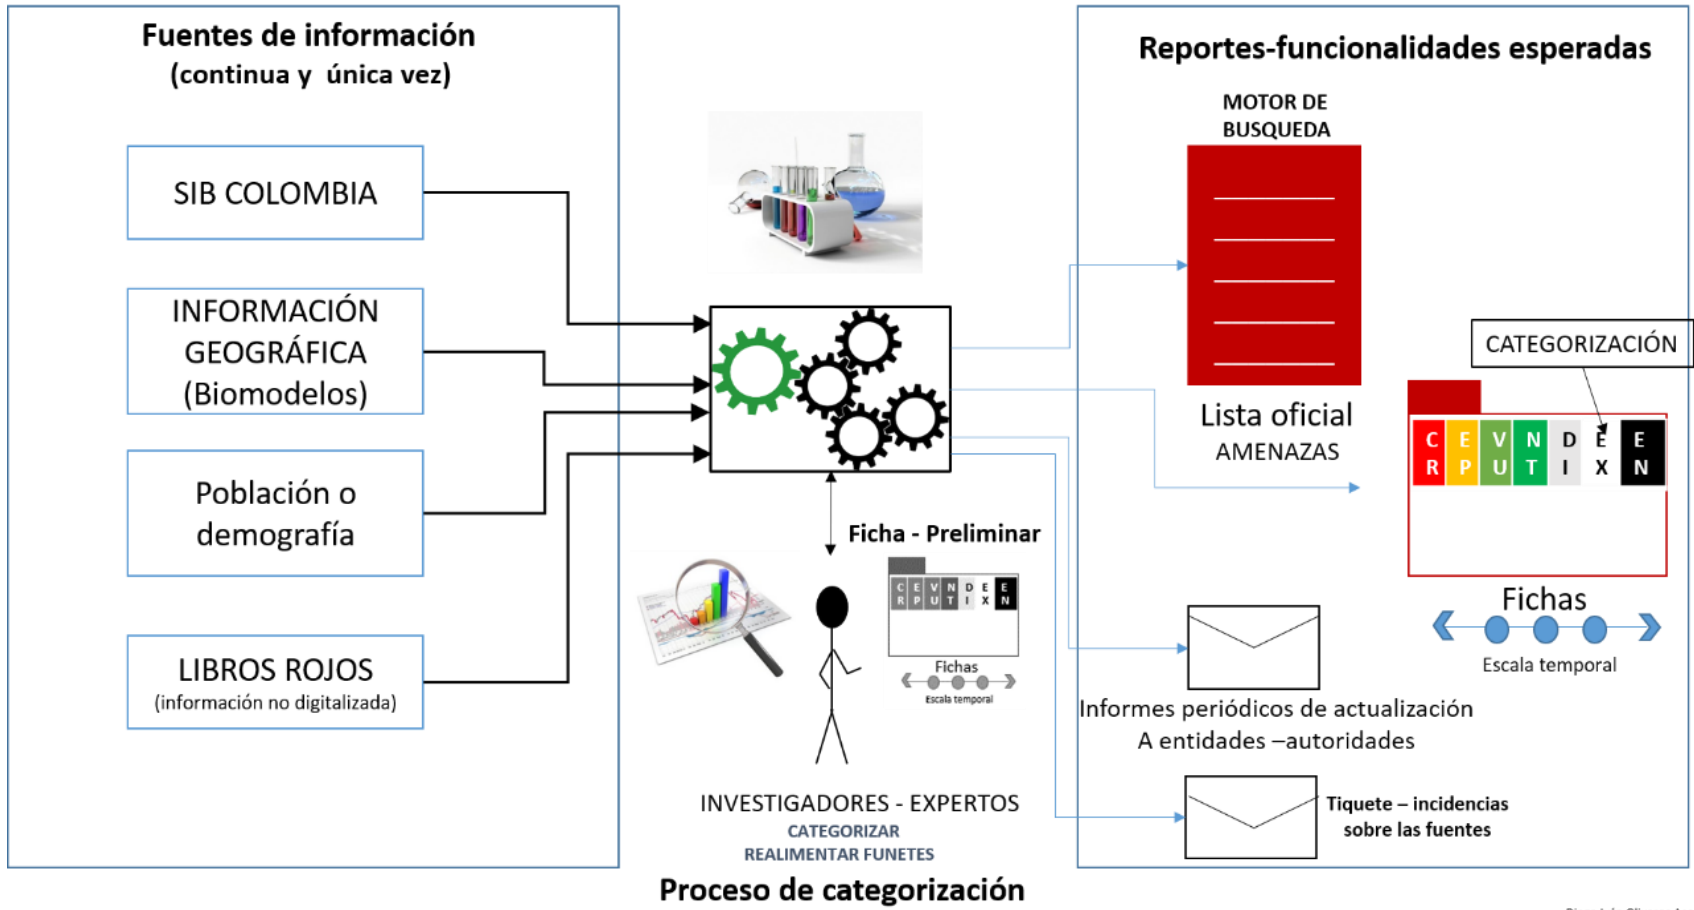 Fuentes de información
(continua y única vez)
SIB COLOMBIA
INFORMACIÓN
GEOGRÁFICA
(Biomodelos)
Población o
demografía
LIBROS ROJOS
(información no digitalizada)
Ficha - Preliminar
C E V N D E E
R P U T I X N
Fichas
Escala temporal
INVESTIGADORES - EXPERTOS
CATEGORIZAR
REALIMENTAR FUNETES
Proceso de categorización
Reportes-funcionalidades esperadas
MOTOR DE
BUSQUEDA
Lista oficial
AMENAZAS
CATEGORIZACIÓN
C E V N D E E
R P U T I X N
Fichas
Escala temporal
Informes periódicos de actualización
A entidades –autoridades
Tiquete – incidencias
sobre las fuentes